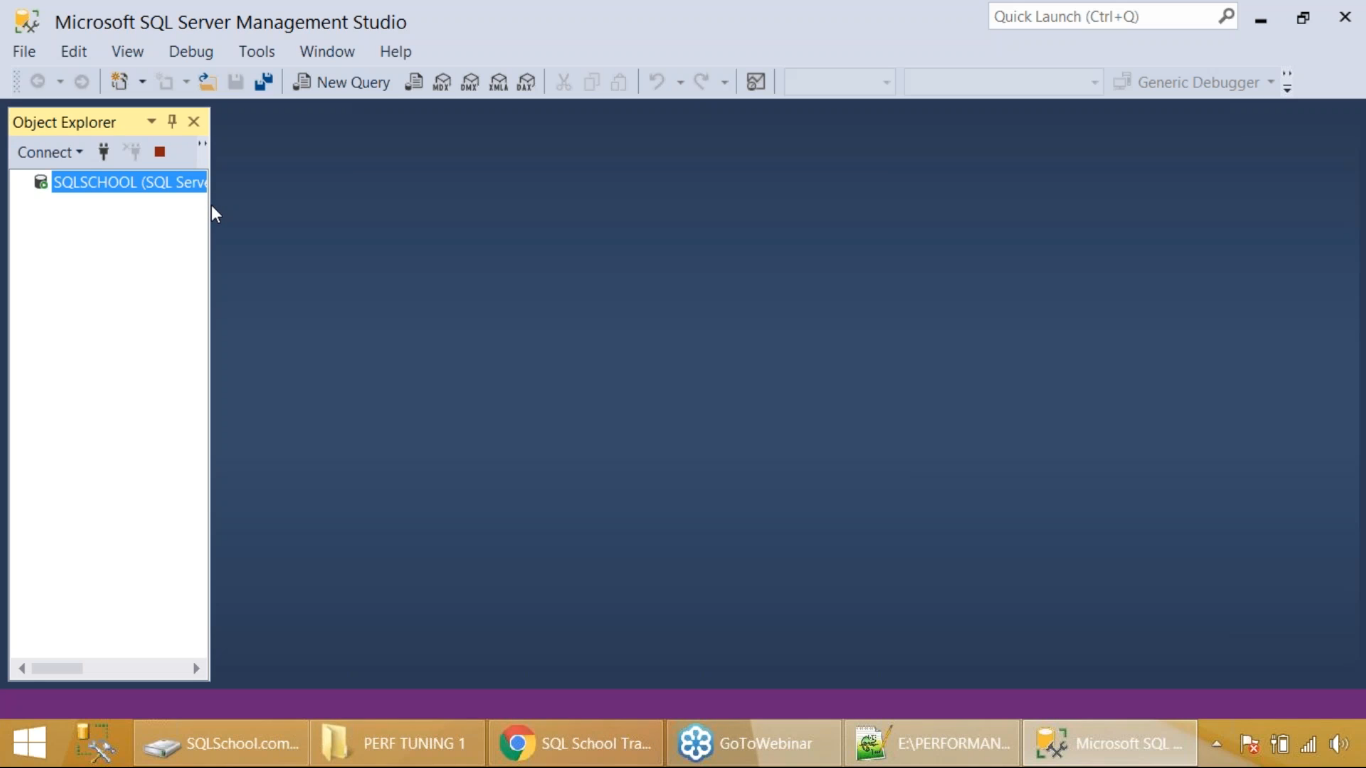 Microsoft SQL Server Management Studio
Quick Launch (Ctrl+Q)
File Edit View Debug Tools Window Help
New Query MDX DMX XMLA DAX Generic Debugger
Object Explorer
Connect
SQLSCHOOL (SQL Serve
SQLSchool.com... PERF TUNING 1 SQL School Tra... GoToWebinar E:\PERFORMAN... Microsoft SQL ...